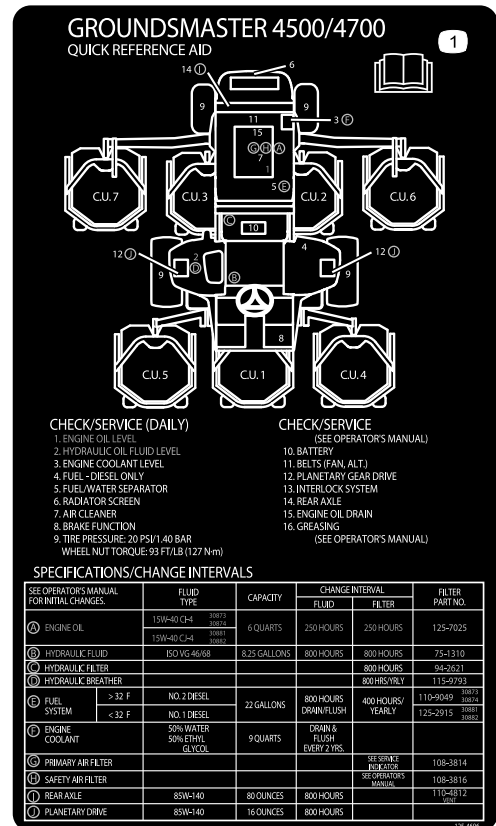 GROUNDSMASTER 4500/4700
QUICK REFERENCE AID
1
14 I
6
9
9
11
3 F
15
G H A
7
1
5 E
C.U. 7
C.U. 3
C.U. 2
C.U. 6
C
10
4
12 J
2
D
12 J
9
B
9
8
C.U. 5
C.U. 1
C.U. 4
CHECK/SERVICE (DAILY)
1. ENGINE OIL LEVEL
2. HYDRAULIC OIL FLUID LEVEL
3. ENGINE COOLANT LEVEL
4. FUEL - DIESEL ONLY
5. FUEL/WATER SEPARATOR
6. RADIATOR SCREEN
7. AIR CLEANER
8. BRAKE FUNCTION
9. TIRE PRESSURE: 20 PSI/1.40 BAR
WHEEL NUT TORQUE: 93 FT/LB (127 N·m)
CHECK/SERVICE
(SEE OPERATOR'S MANUAL)
10. BATTERY
11. BELTS (FAN, ALT.)
12. PLANETARY GEAR DRIVE
13. INTERLOCK SYSTEM
14. REAR AXLE
15. ENGINE OIL DRAIN
16. GREASING
(SEE OPERATOR'S MANUAL)
SPECIFICATIONS/CHANGE INTERVALS
SEE OPERATOR'S MANUAL FOR INITIAL CHANGES. FLUID TYPE CAPACITY CHANGE INTERVAL FLUID FILTER FILTER PART NO.
A ENGINE OIL 15W-40 CI-4 30873 30874 15W-40 CJ-4 30881 30882 6 QUARTS 250 HOURS 250 HOURS 125-7025
B HYDRAULIC FLUID ISO VG 46/68 8.25 GALLONS 800 HOURS 800 HOURS 75-1310
C HYDRAULIC FILTER 800 HOURS 94-2621
D HYDRAULIC BREATHER 800 HRS/YRLY 115-9793
E FUEL SYSTEM > 32 F NO. 2 DIESEL < 32 F NO. 1 DIESEL 22 GALLONS 800 HOURS DRAIN/FLUSH 400 HOURS/ YEARLY 110-9049 30873 30874 125-2915 30881 30882
F ENGINE COOLANT 50% WATER 50% ETHYL GLYCOL 9 QUARTS DRAIN & FLUSH EVERY 2 YRS.
G PRIMARY AIR FILTER SEE SERVICE INDICATOR 108-3814
H SAFETY AIR FILTER SEE OPERATOR'S MANUAL 108-3816
I REAR AXLE 85W-140 80 OUNCES 800 HOURS 110-4812 VENT
J PLANETARY DRIVE 85W-140 16 OUNCES 800 HOURS